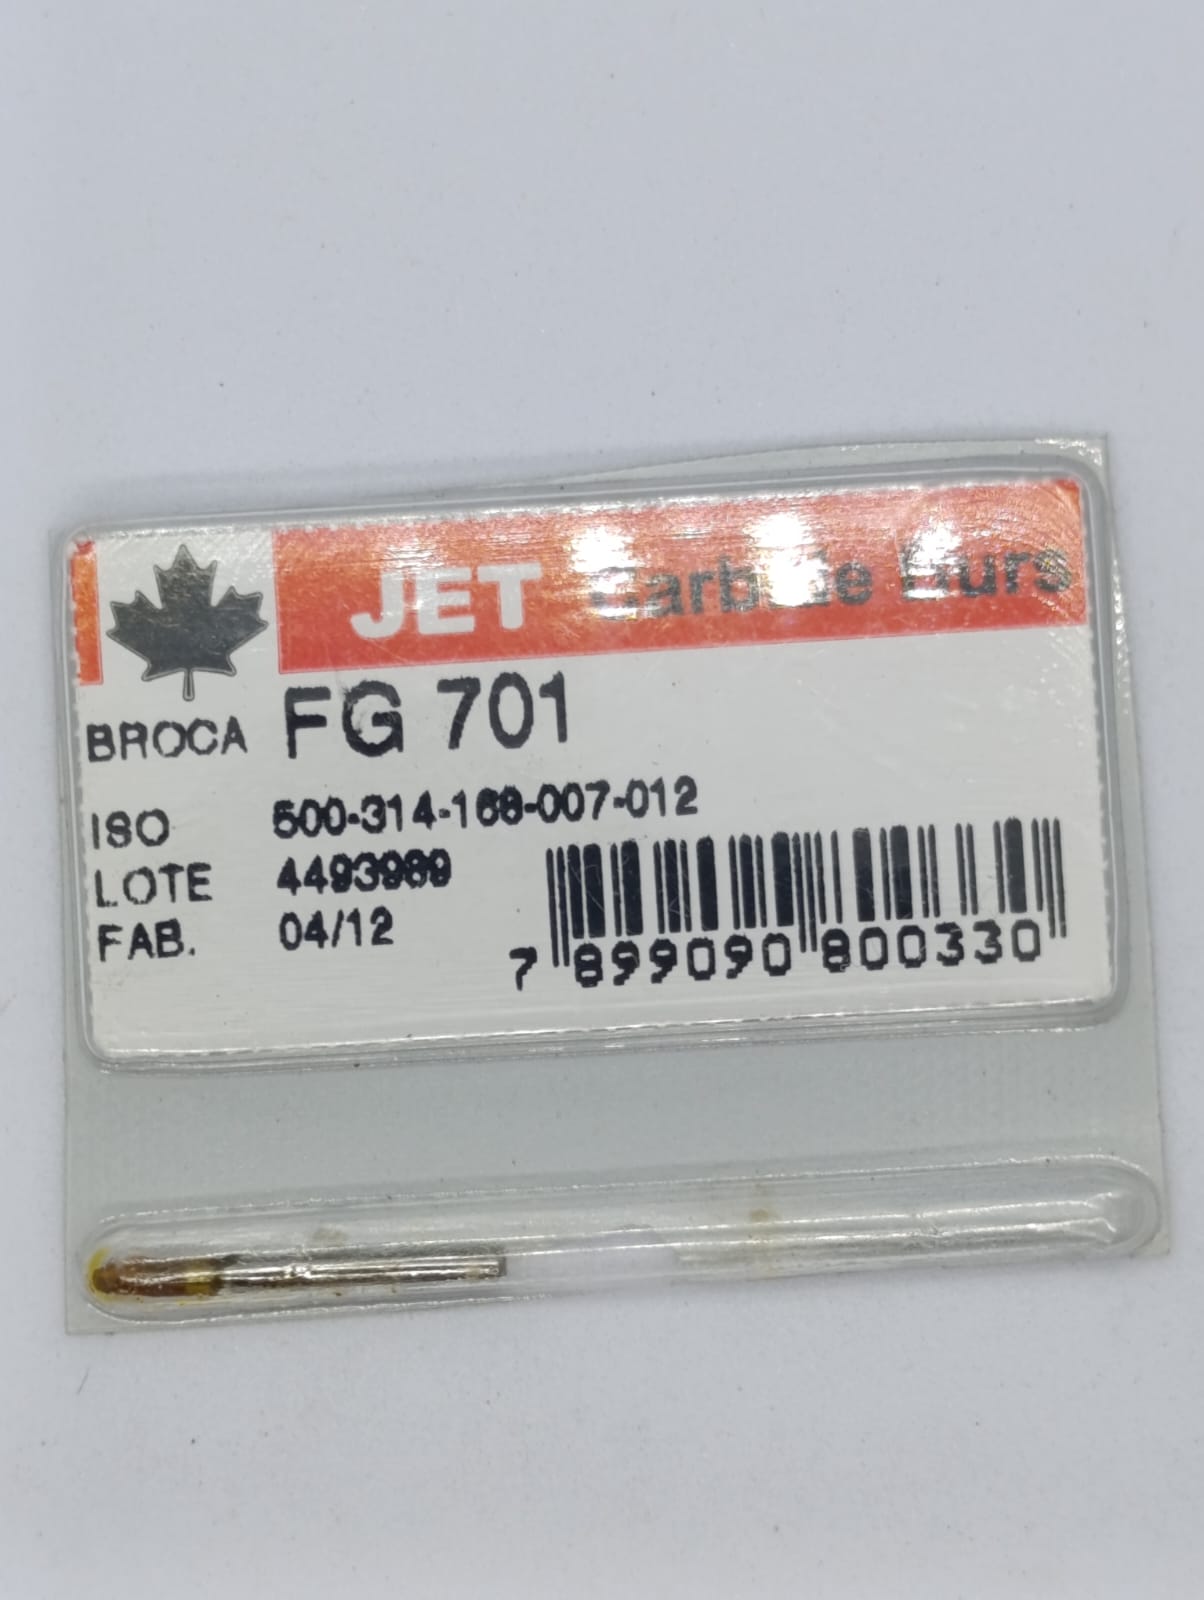 JET Carbide Burs
BROCA FG 701
ISO 500-314-168-007-012
LOTE 4493989
FAB. 04/12
7 899090 800330